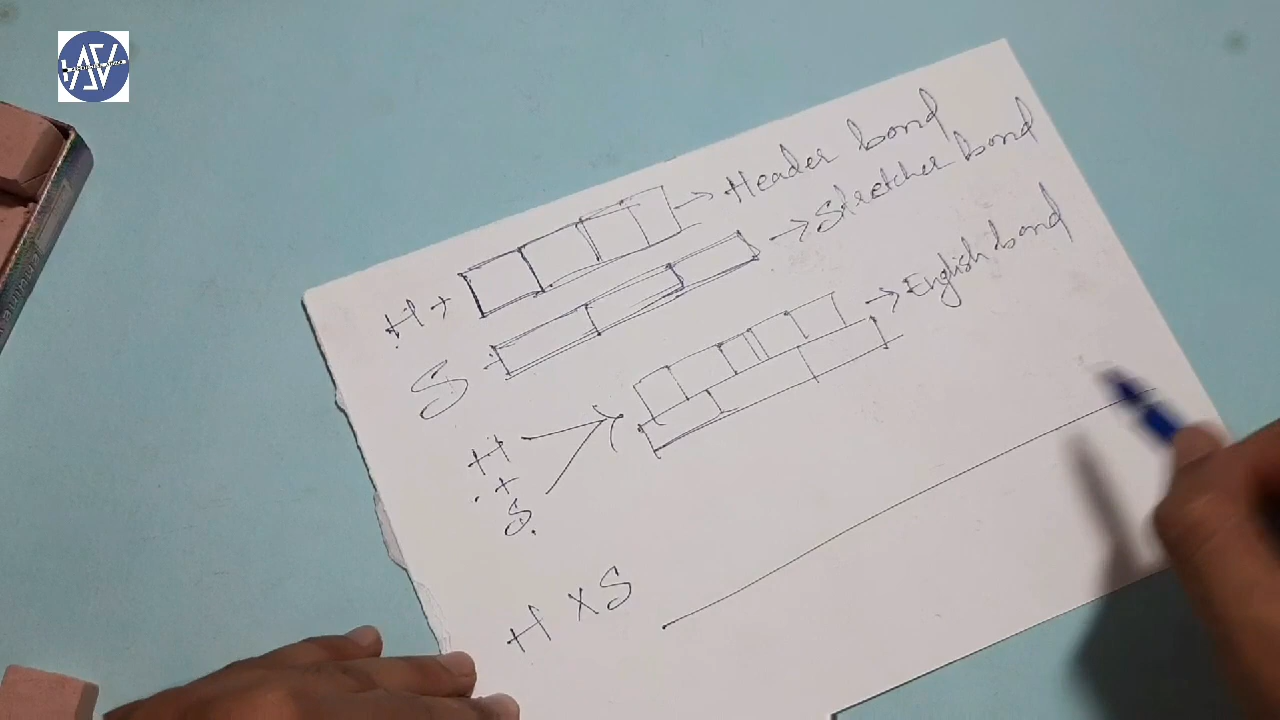 H → Header bond
S → Stretcher bond
H + S → English bond
H X S